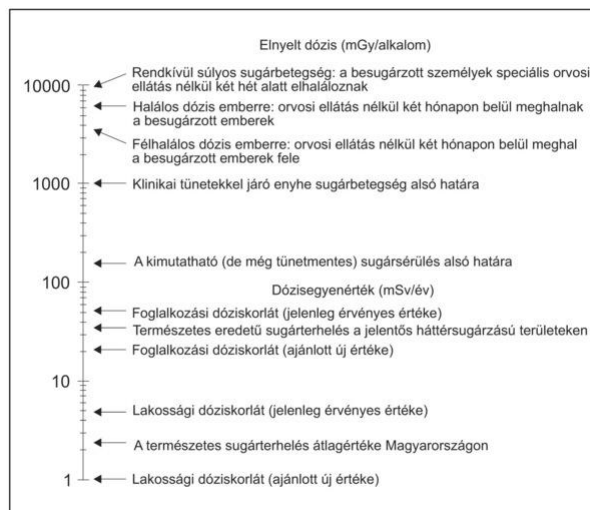 Elnyelt dózis (mGy/alkalom)
10000
Rendkívül súlyos sugárbetegség: a besugárzott személyek speciális orvosi
ellátás nélkül két hét alatt elhaláloznak
Halálos dózis emberre: orvosi ellátás nélkül két hónapon belül meghalnak
a besugárzott emberek
Félhalálos dózis emberre: orvosi ellátás nélkül két hónapon belül meghal
a besugárzott emberek fele
1000
Klinikai tünetekkel járó enyhe sugárbetegség alsó határa
A kimutatható (de még tünetmentes) sugársérülés alsó határa
100
Dózisegyenérték (mSv/év)
Foglalkozási dóziskorlát (jelenleg érvényes értéke)
Természetes eredetű sugárterhelés a jelentős háttérsugárzású területeken
Foglalkozási dóziskorlát (ajánlott új értéke)
10
Lakossági dóziskorlát (jelenleg érvényes értéke)
A természetes sugárterhelés átlagértéke Magyarországon
1
Lakossági dóziskorlát (ajánlott új értéke)